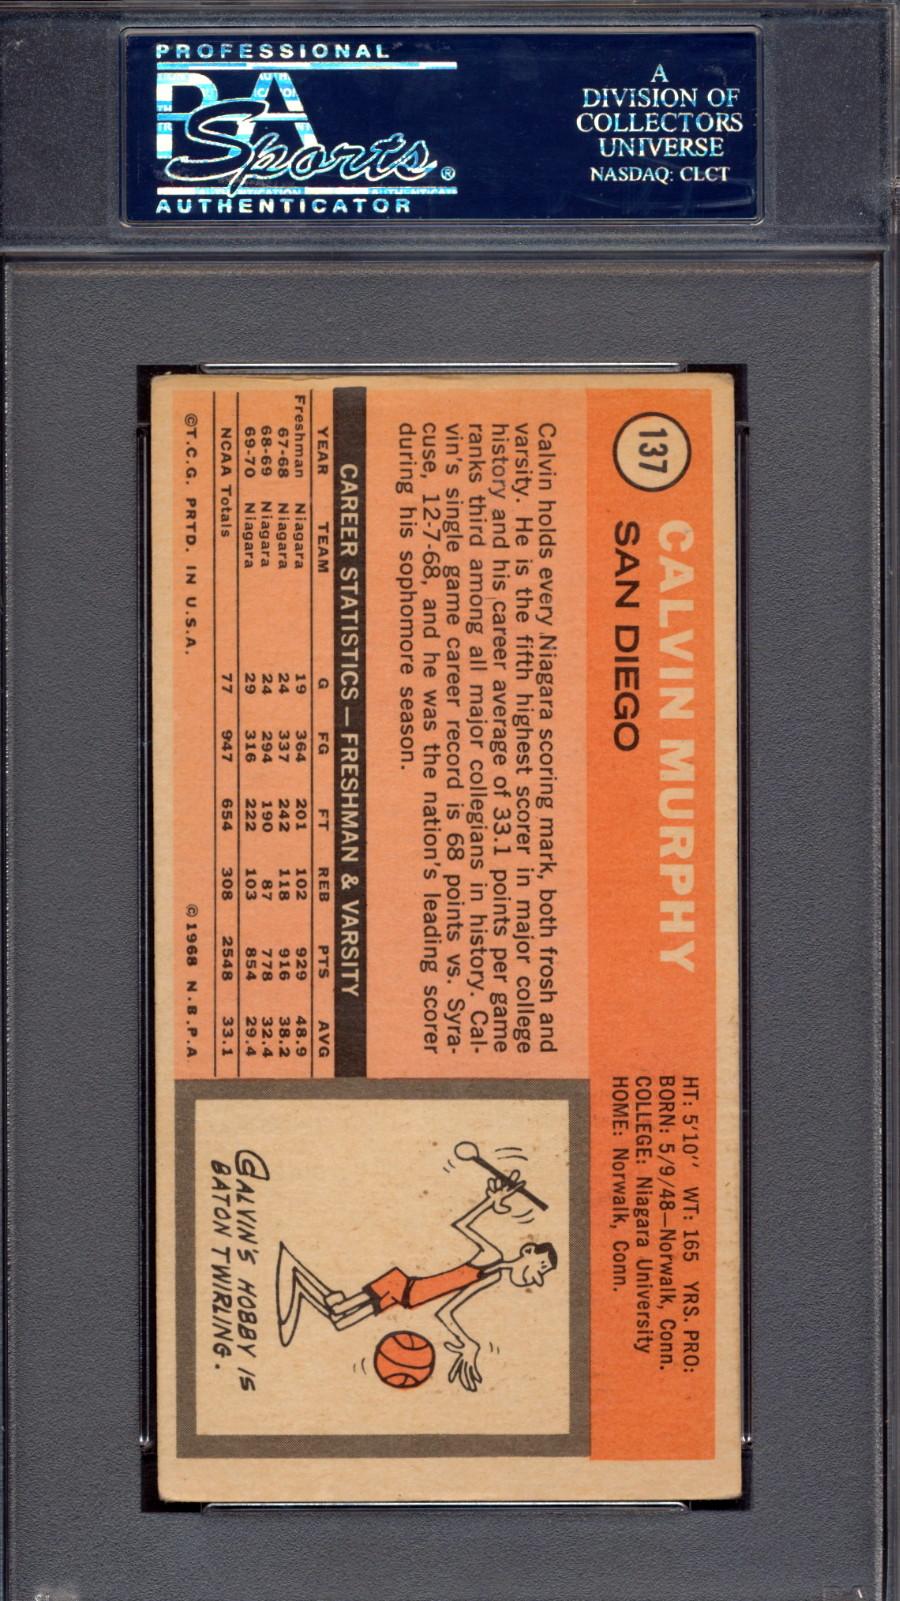 PROFESSIONAL
PSA
Sports®
AUTHENTICATOR
A
DIVISION OF
COLLECTORS
UNIVERSE
NASDAQ: CLCT
137
CALVIN MURPHY
SAN DIEGO
HT: 5'10" WT: 165 YRS. PRO:
BORN: 5/9/48—Norwalk, Conn.
COLLEGE: Niagara University
HOME: Norwalk, Conn.
Calvin holds every Niagara scoring mark, both frosh and
varsity. He is the fifth highest scorer in major college
history and his career average of 33.1 points per game
ranks third among all major collegians in history. Cal-
vin's single game career record is 68 points vs. Syra-
cuse, 12-7-68, and he was the nation's leading scorer
during his sophomore season.
CAREER STATISTICS—FRESHMAN & VARSITY
YEAR TEAM G FG FT REB PTS AVG
Freshman Niagara 19 364 201 102 929 48.9
67-68 Niagara 24 337 242 118 916 38.2
68-69 Niagara 24 294 190 87 778 32.4
69-70 Niagara 29 316 222 103 854 29.4
NCAA Totals 77 947 654 308 2548 33.1
©T.C.G. PRTD. IN U.S.A. ©1968 N.B.P.A
CALVIN'S HOBBY IS
BATON TWIRLING.